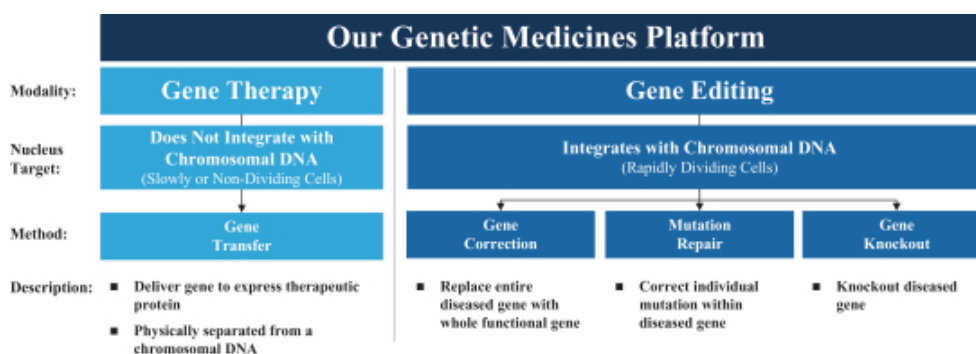 Our Genetic Medicines Platform
Modality:
Gene Therapy
Gene Editing
Nucleus
Target:
Does Not Integrate with
Chromosomal DNA
(Slowly or Non-Dividing Cells)
Integrates with Chromosomal DNA
(Rapidly Dividing Cells)
Method:
Gene
Transfer
Gene
Correction
Mutation
Repair
Gene
Knockout
Description:
■ Deliver gene to express therapeutic
protein
■ Physically separated from a
chromosomal DNA
■ Replace entire
diseased gene with
whole functional gene
■ Correct individual
mutation within
diseased gene
■ Knockout diseased
gene